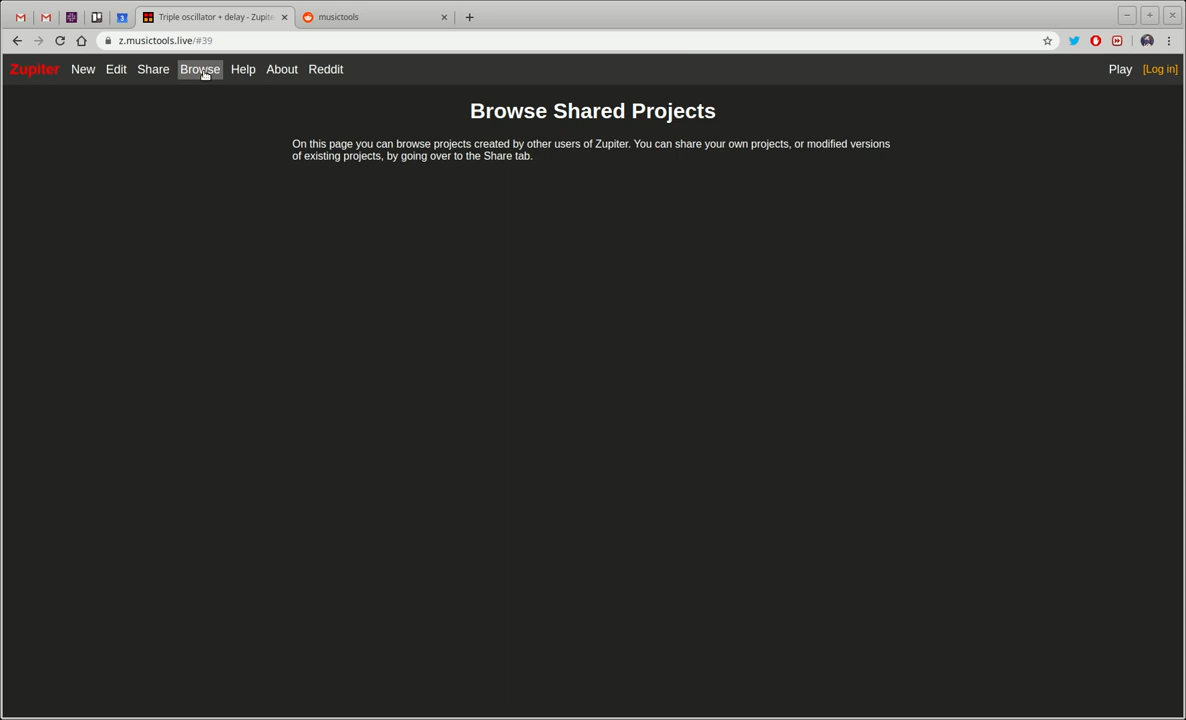 3
Triple oscillator + delay - Zupite
musictools
z.musictools.live/#39
Zupiter New Edit Share Browse Help About Reddit Play [Log in]
Browse Shared Projects
On this page you can browse projects created by other users of Zupiter. You can share your own projects, or modified versions
of existing projects, by going over to the Share tab.